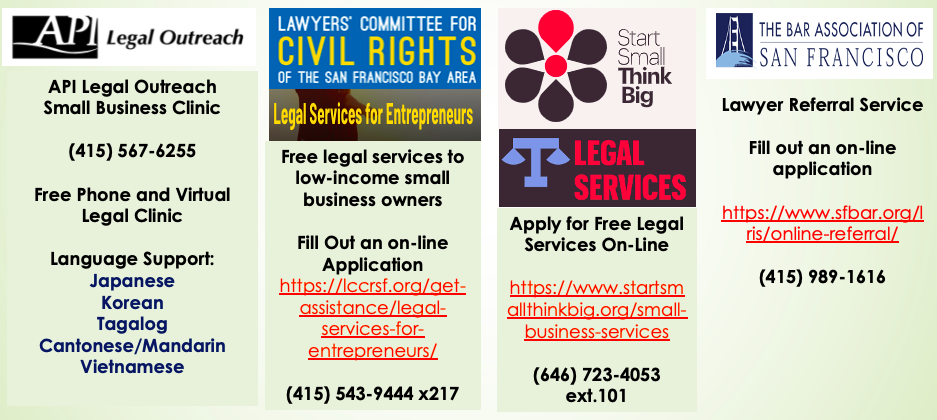 API Legal Outreach
API Legal Outreach
Small Business Clinic
(415) 567-6255
Free Phone and Virtual
Legal Clinic
Language Support:
Japanese
Korean
Tagalog
Cantonese/Mandarin
Vietnamese
LAWYERS' COMMITTEE FOR
CIVIL RIGHTS
OF THE SAN FRANCISCO BAY AREA
Legal Services for Entrepreneurs
Free legal services to
low-income small
business owners
Fill Out an on-line
Application
https://lccrsf.org/get-
assistance/legal-
services-for-
entrepreneurs/
(415) 543-9444 x217
Start
Small
Think
Big
LEGAL
SERVICES
Apply for Free Legal
Services On-Line
https://www.startsm
allthinkbig.org/small-
business-services
(646) 723-4053
ext.101
THE BAR ASSOCIATION OF
SAN FRANCISCO
Lawyer Referral Service
Fill out an on-line
application
https://www.sfbar.org/l
ris/online-referral/
(415) 989-1616